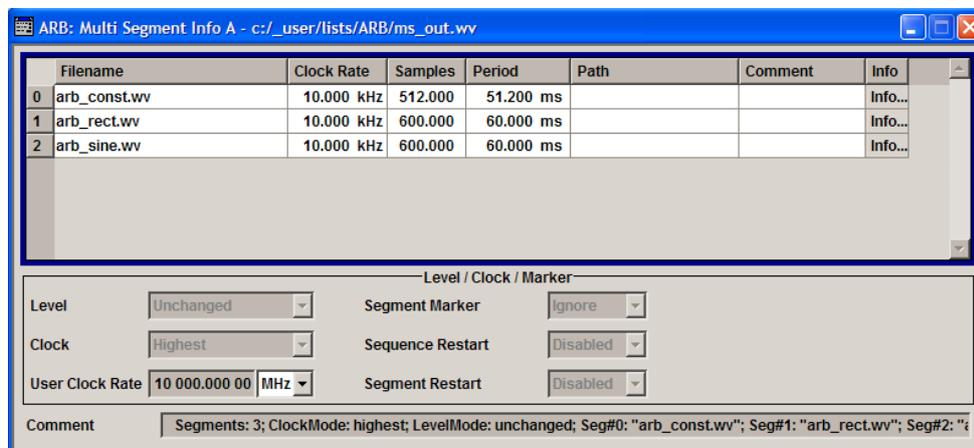 ARB: Multi Segment Info A - c:/_user/lists/ARB/ms_out.wv
Filename Clock Rate Samples Period Path Comment Info
0 arb_const.wv 10.000 kHz 512.000 51.200 ms Info...
1 arb_rect.wv 10.000 kHz 600.000 60.000 ms Info...
2 arb_sine.wv 10.000 kHz 600.000 60.000 ms Info...
Level / Clock / Marker
Level Unchanged Segment Marker Ignore
Clock Highest Sequence Restart Disabled
User Clock Rate 10 000.000 00 MHz Segment Restart Disabled
Comment Segments: 3; ClockMode: highest; LevelMode: unchanged; Seg#0: "arb_const.wv"; Seg#1: "arb_rect.wv"; Seg#2: "a